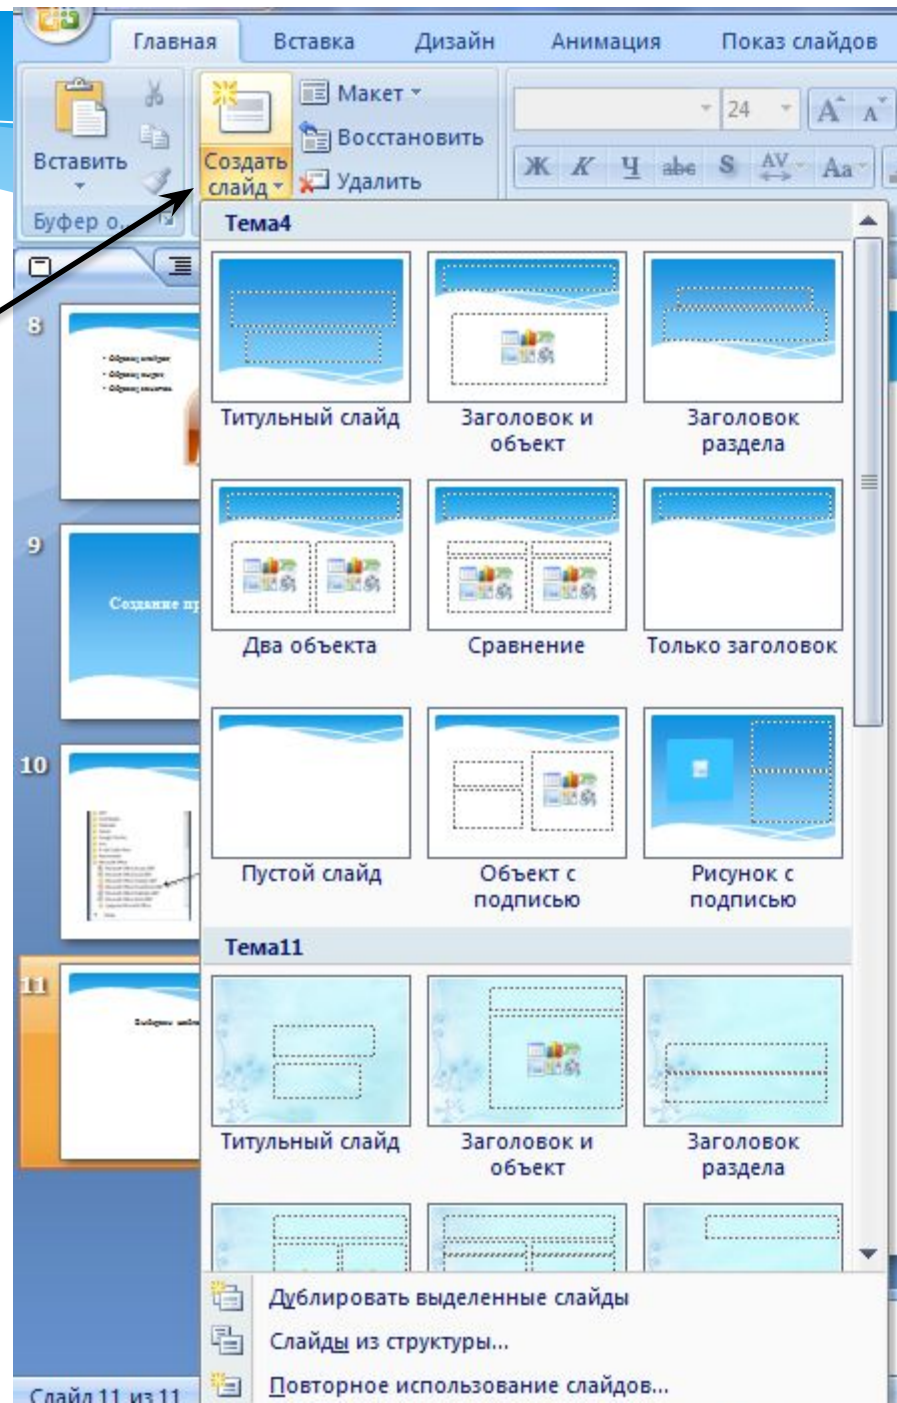 Главная Вставка Дизайн Анимация Показ слайдов
Вставить
Создать слайд
Макет
Восстановить
Удалить
24
Ж К Ч abc S AV Aa
Буфер о...
Тема4
Титульный слайд
Заголовок и
объект
Заголовок
раздела
Два объекта
Сравнение
Только заголовок
Пустой слайд
Объект с
подписью
Рисунок с
подписью
Тема11
Титульный слайд
Заголовок и
объект
Заголовок
раздела
Дублировать выделенные слайды
Слайды из структуры...
Повторное использование слайдов...
8
9
Создание
10
11
Слайд 11 из 11